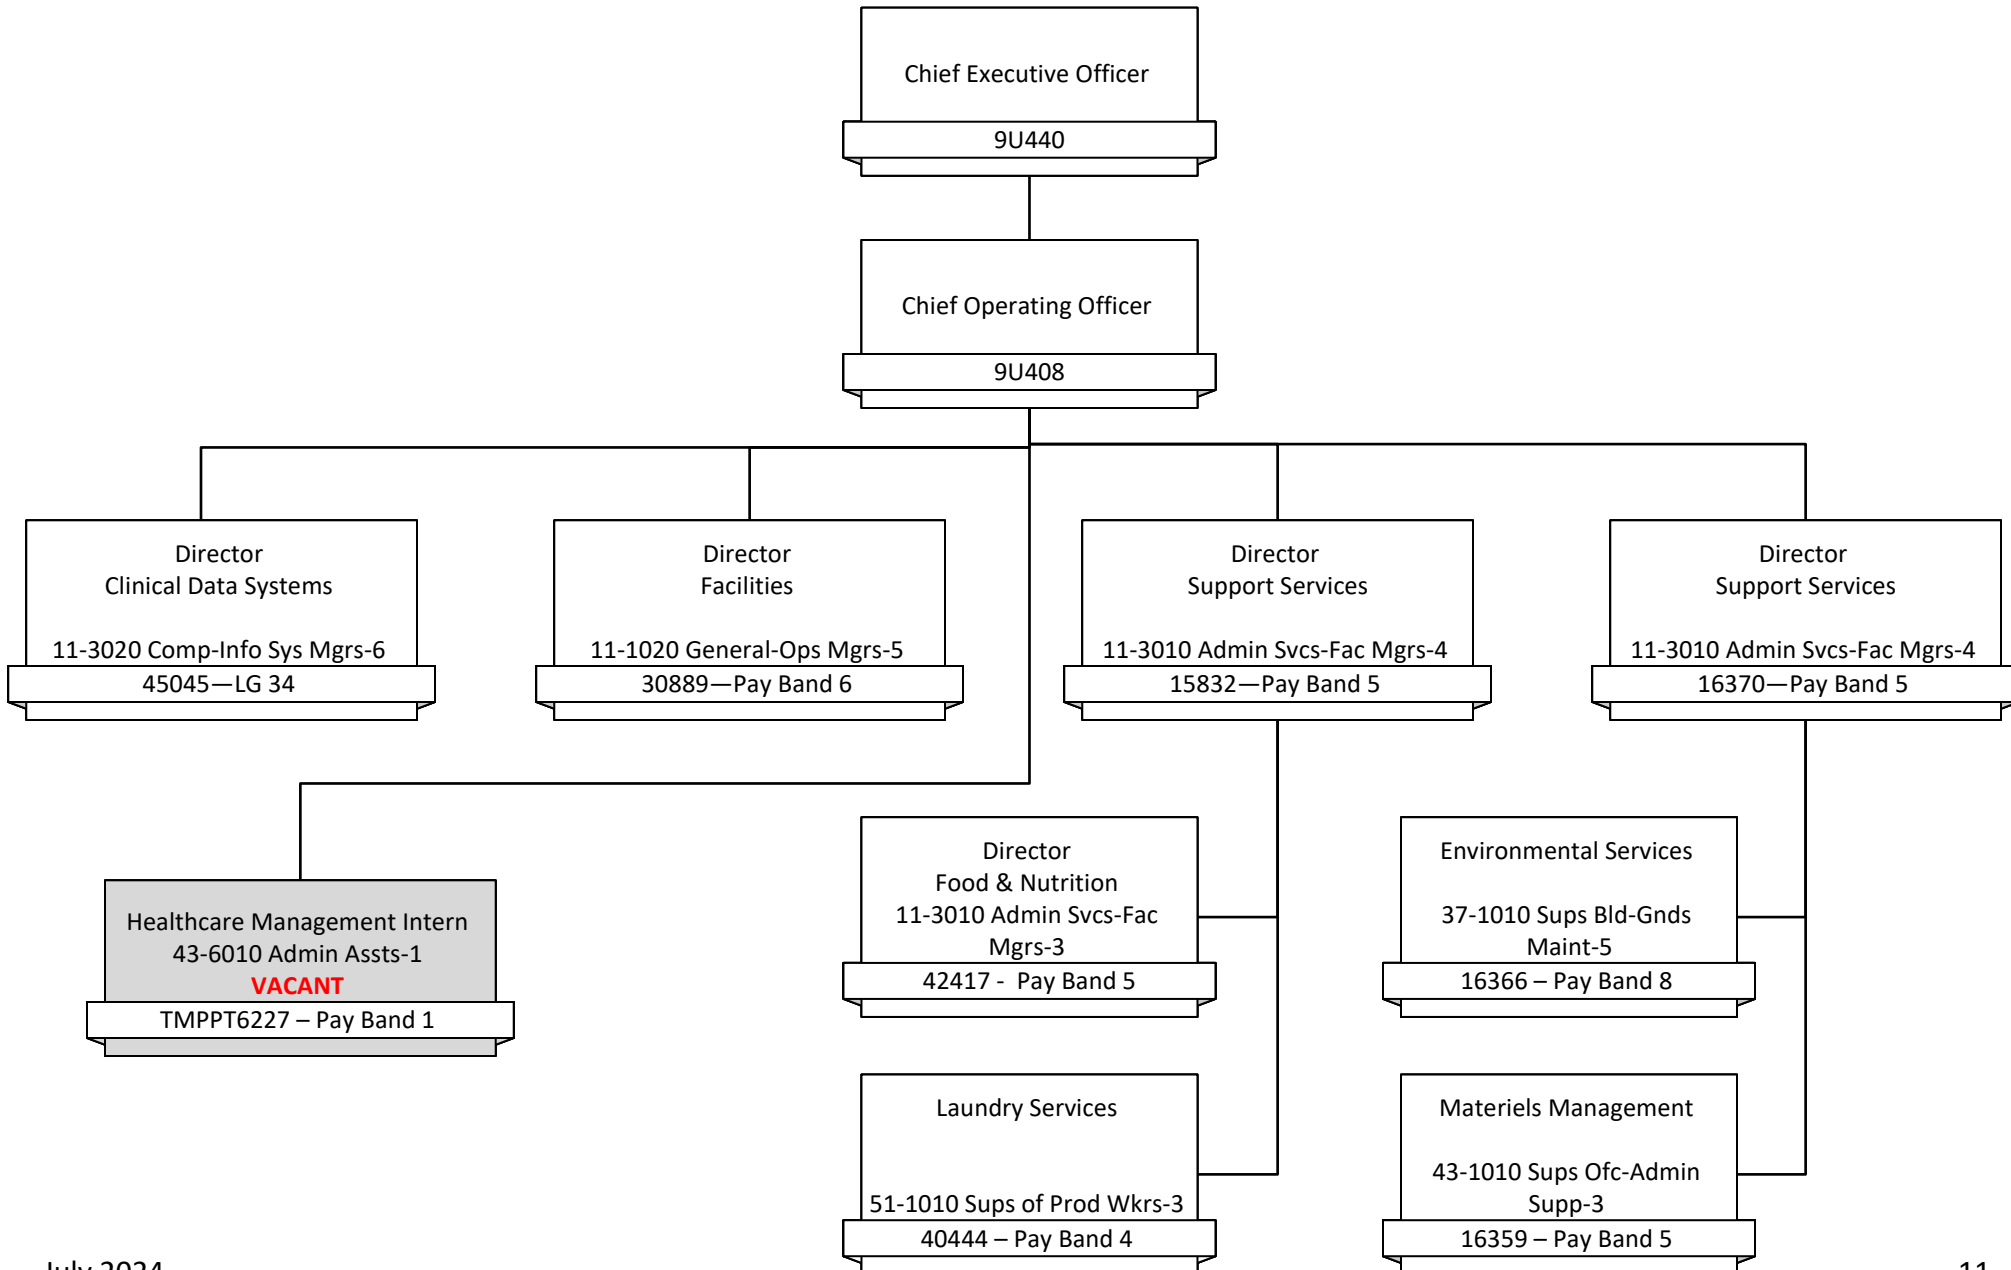 Chief Executive Officer
9U440
Chief Operating Officer
9U408
Director
Clinical Data Systems
11-3020 Comp-Info Sys Mgrs-6
45045—LG 34
Director
Facilities
11-1020 General-Ops Mgrs-5
30889—Pay Band 6
Director
Support Services
11-3010 Admin Svcs-Fac Mgrs-4
15832—Pay Band 5
Director
Support Services
11-3010 Admin Svcs-Fac Mgrs-4
16370—Pay Band 5
Healthcare Management Intern
43-6010 Admin Assts-1
VACANT
TMPPT6227 – Pay Band 1
Director
Food & Nutrition
11-3010 Admin Svcs-Fac
Mgrs-3
42417 -  Pay Band 5
Environmental Services
37-1010 Sups Bld-Gnds
Maint-5
16366 – Pay Band 8
Laundry Services
51-1010 Sups of Prod Wkrs-3
40444 – Pay Band 4
Materiels Management
43-1010 Sups Ofc-Admin
Supp-3
16359 – Pay Band 5
July 2024
11